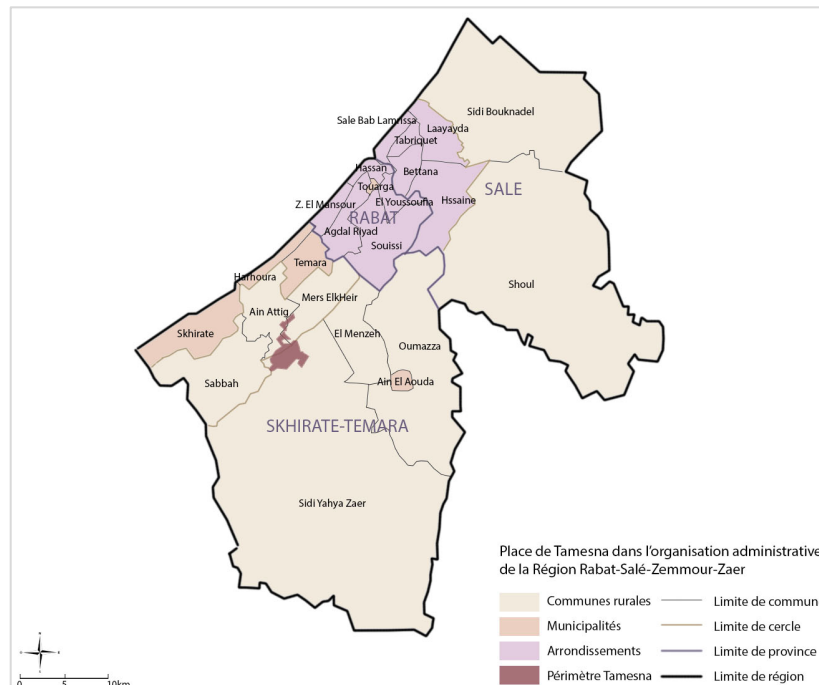 Sidi Bouknadel
Sale Bab Lamrissa
Laayayda
Tabriquet
Hassan
Bettana
Touarga
SALE
Z. El Mansour
El Youssoufia
Hssaine
RABAT
Agdal Riyad
Souissi
Temara
Harhoura
Shoul
Mers ElkHeir
Ain Attig
Skhirate
El Menzeh
Oumazza
Sabbah
Ain El Aouda
SKHIRATE-TEMARA
Sidi Yahya Zaer
Place de Tamesna dans l'organisation administrative
de la Région Rabat-Salé-Zemmour-Zaer
Communes rurales
Limite de commun
Municipalités
Limite de cercle
Arrondissements
Limite de province
Périmètre Tamesna
Limite de région
0 5 10km